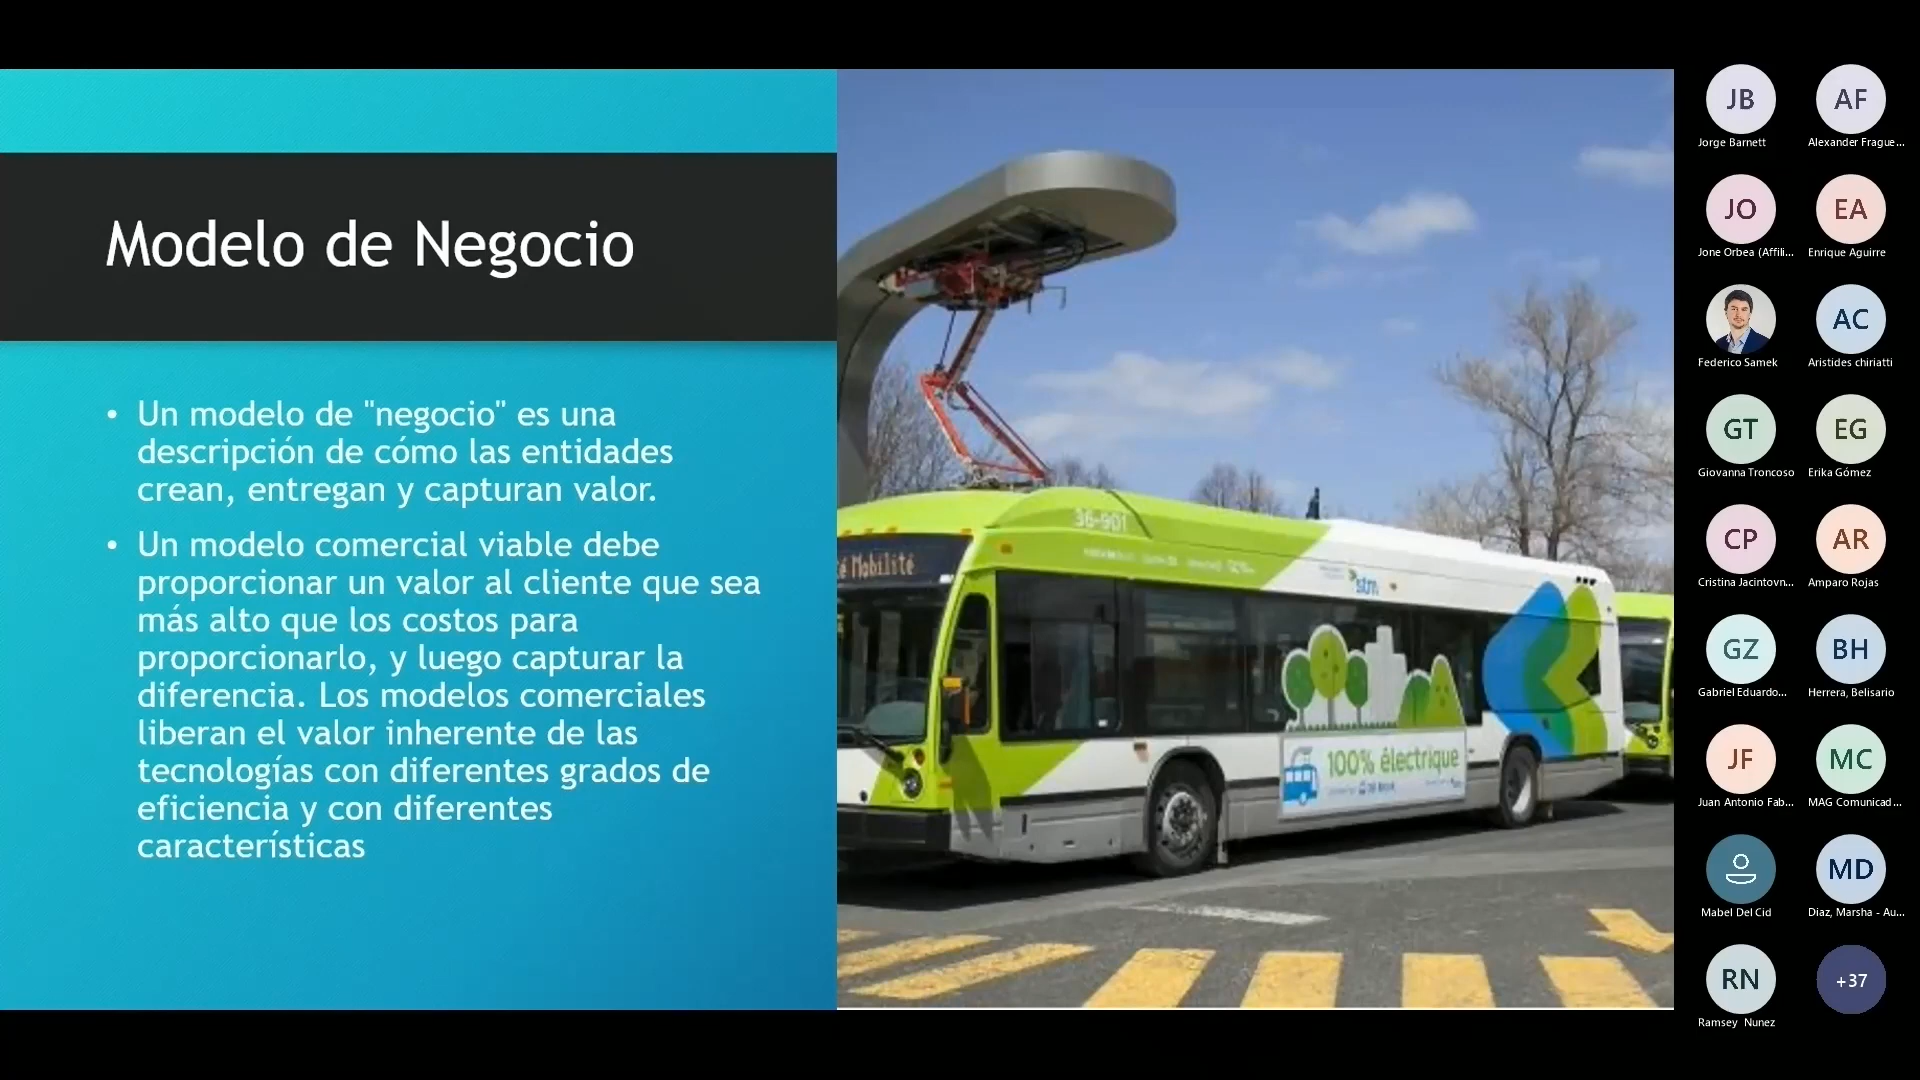 Modelo de Negocio
• Un modelo de "negocio" es una
descripción de cómo las entidades
crean, entregan y capturan valor.
• Un modelo comercial viable debe
proporcionar un valor al cliente que sea
más alto que los costos para
proporcionarlo, y luego capturar la
diferencia. Los modelos comerciales
liberan el valor inherente de las
tecnologías con diferentes grados de
eficiencia y con diferentes
características
36-901
é Mobilité
stm
100% électrique
JB
AF
Jorge Barnett
Alexander Frague...
JO
EA
Jone Orbea (Affili...
Enrique Aguirre
AC
Federico Samek
Aristides chiriatti
GT
EG
Giovanna Troncoso
Erika Gómez
CP
AR
Cristina Jacintovn...
Amparo Rojas
GZ
BH
Gabriel Eduardo...
Herrera, Belisario
JF
MC
Juan Antonio Fab...
MAG Comunicad...
MD
Mabel Del Cid
Diaz, Marsha - Au...
RN
+37
Ramsey Nunez